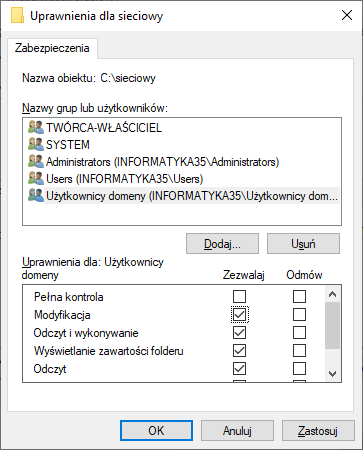 Uprawnienia dla sieciowy
Zabezpieczenia
Nazwa obiektu: C:\sieciowy
Nazwy grup lub użytkowników:
TWÓRCA-WŁAŚCICIEL
SYSTEM
Administrators (INFORMATYKA35\Administrators)
Users (INFORMATYKA35\Users)
Użytkownicy domeny (INFORMATYKA35\Użytkownicy dom...
Dodaj... Usuń
Uprawnienia dla: Użytkownicy domeny Zezwalaj Odmów
Pełna kontrola
Modyfikacja
Odczyt i wykonywanie
Wyświetlanie zawartości folderu
Odczyt
OK Anuluj Zastosuj